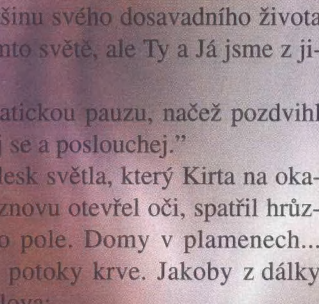 šinu svého dosavadního života
mto světě, ale Ty a Já jsme z ji-
atickou pauzu, načež pozdvihl
j se a poslouchej.”
lesk světla, který Kirta na oka-
znovu otevřel oči, spatřil hrůz-
o pole. Domy v plamenech...
potoky krve. Jakoby z dálky